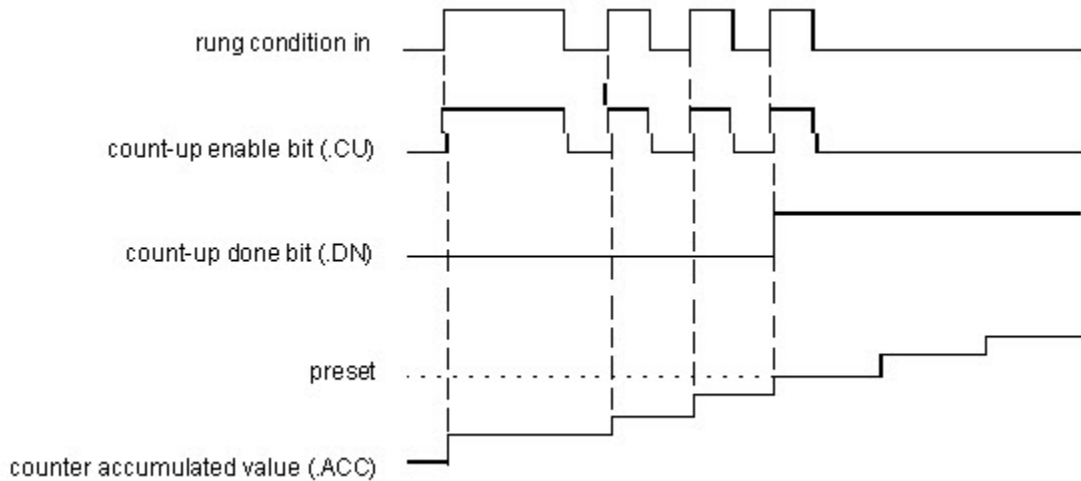 rung condition in
count-up enable bit (.CU)
count-up done bit (.DN)
preset
counter accumulated value (.ACC)